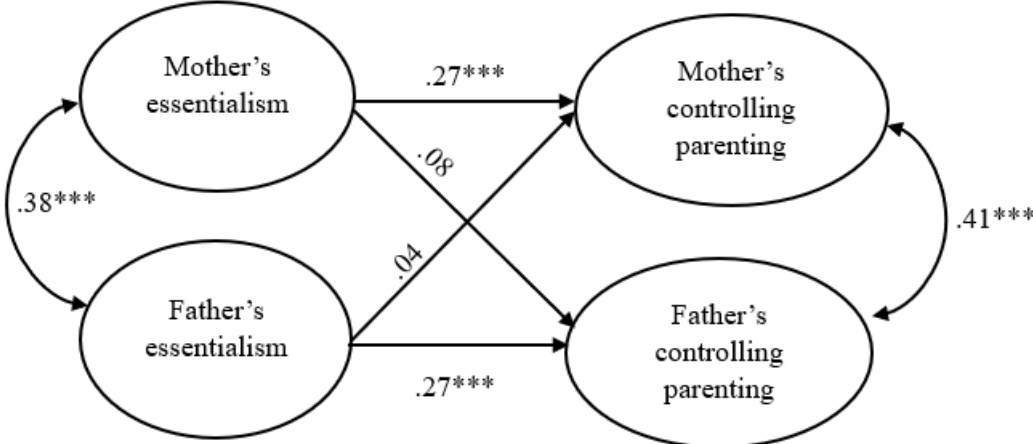 Mother’s
essentialism
.27***
Mother’s
controlling
parenting
.08
.38***
.41***
.04
Father’s
essentialism
.27***
Father’s
controlling
parenting